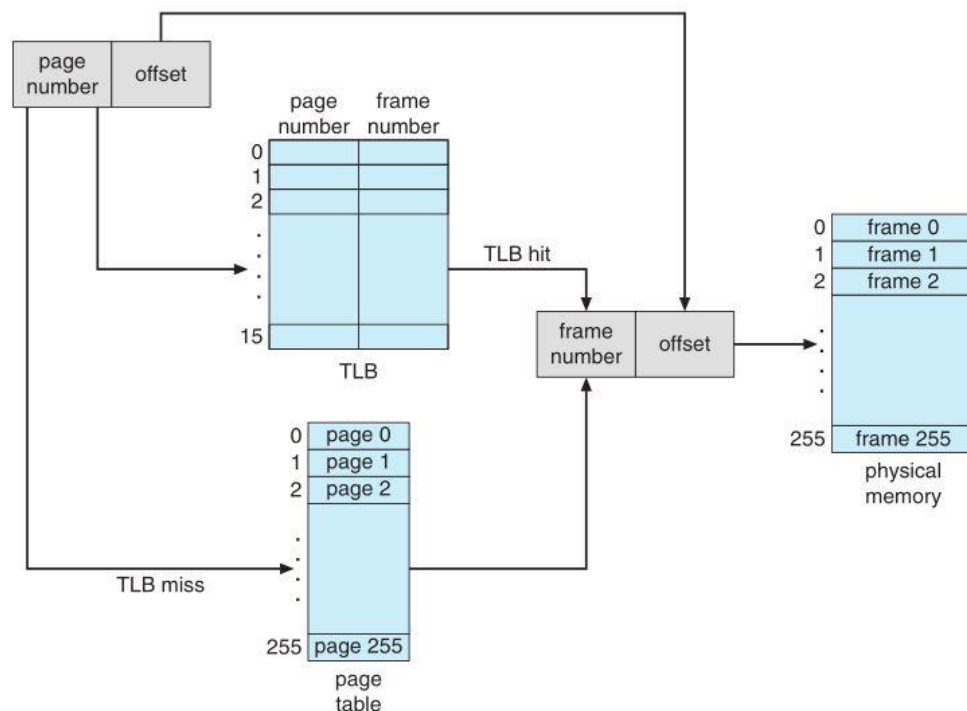 page
number
offset
page
number
frame
number
0
1
2
.
.
.
.
15
TLB
TLB hit
frame
number
offset
0 frame 0
1 frame 1
2 frame 2
.
.
.
.
255 frame 255
physical
memory
0 page 0
1 page 1
2 page 2
.
.
.
.
TLB miss
255 page 255
page
table